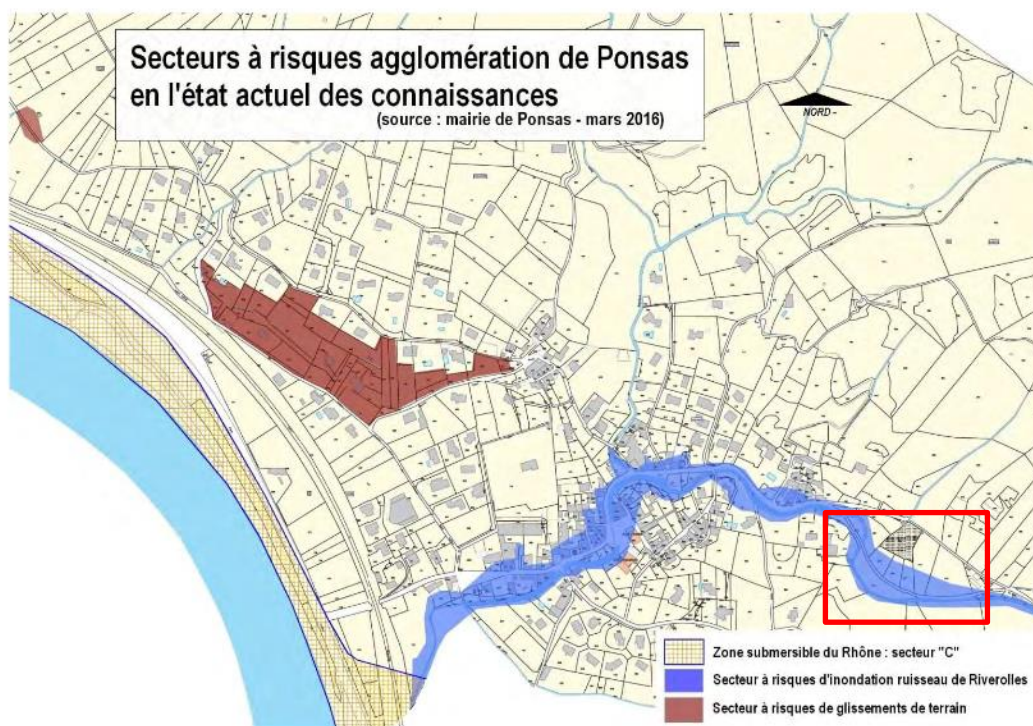 Secteurs à risques agglomération de Ponsas
en l'état actuel des connaissances
(source : mairie de Ponsas - mars 2016)
NORD -
Zone submersible du Rhône : secteur "C"
Secteur à risques d'inondation ruisseau de Riverolles
Secteur à risques de glissements de terrain